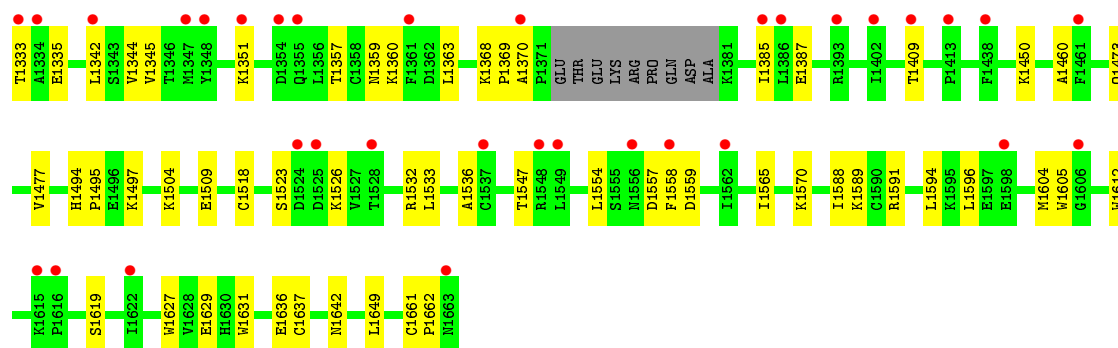 T1333 A1334 E1335 L1342 S1343 V1344 V1345 T1346 M1347 Y1348 K1351 D1354 Q1355 L1356 T1357 C1358 N1359 K1360 F1361 D1362 L1363 K1368 P1369 A1370 P1371 GLU THR GLU LYS ARG PRO GLN ASP ALA K1381 I1385 L1386 E1387 R1393 I1402 T1409 P1413 F1438 K1450 A1460 F1461 Q1473
V1477 H1494 P1495 E1496 K1497 K1504 E1509 C1518 S1523 D1524 D1525 K1526 V1527 T1528 R1532 L1533 A1536 C1537 T1547 R1548 L1549 L1554 S1555 N1556 D1557 F1558 D1559 I1562 I1565 K1570 I1588 K1589 C1590 R1591 L1594 K1595 L1596 E1597 E1598 M1604 W1605 G1606 W1612
K1615 P1616 S1619 I1622 W1627 V1628 E1629 H1630 W1631 E1636 C1637 N1642 L1649 C1661 P1662 N1663